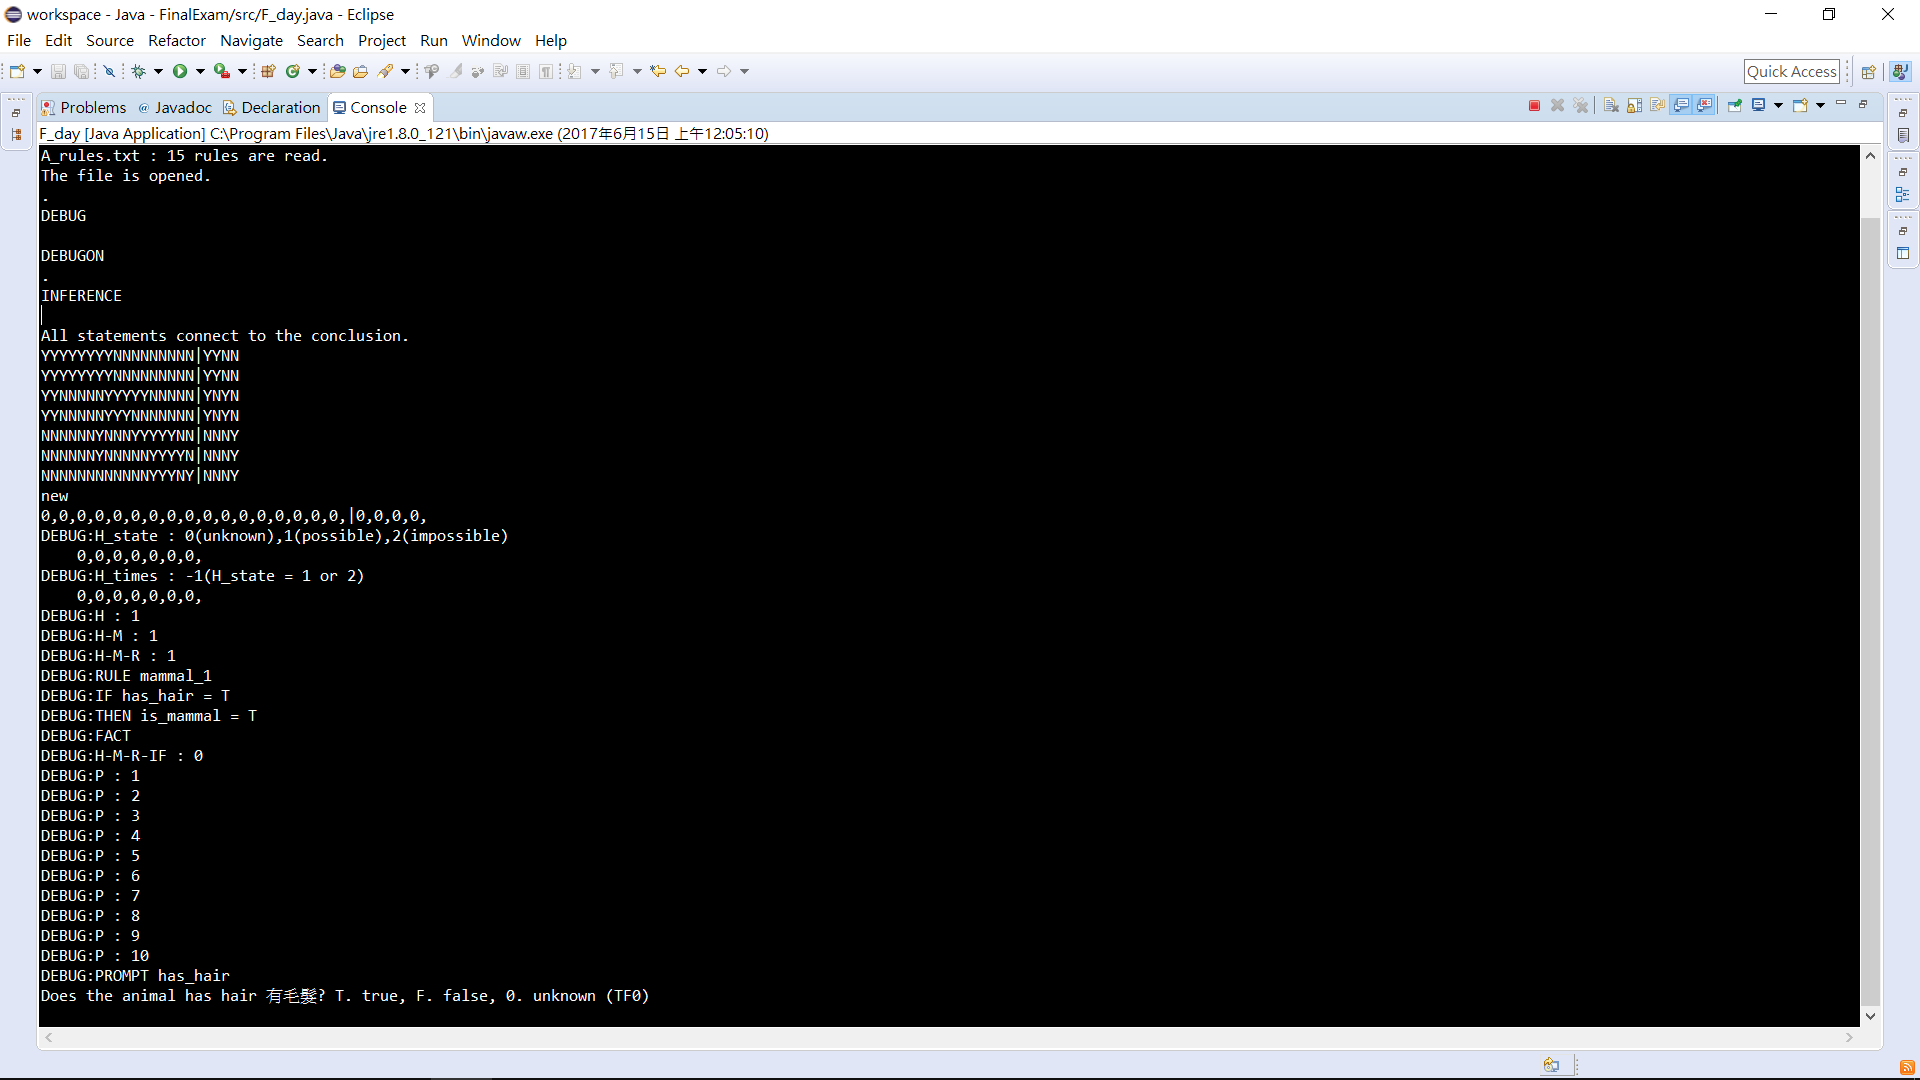 workspace - Java - FinalExam/src/F_day.java - Eclipse
File Edit Source Refactor Navigate Search Project Run Window Help
Quick Access
Problems @ Javadoc Declaration Console
F_day [Java Application] C:\Program Files\Java\jre1.8.0_121\bin\javaw.exe (2017年6月15日 上午12:05:10)
A_rules.txt : 15 rules are read.
The file is opened.
.
DEBUG
DEBUGON
.
INFERENCE
All statements connect to the conclusion.
YYYYYYYYNNNNNNNNN|YYNN
YYYYYYYYNNNNNNNNN|YYNN
YYNNNNNYYYYYNNNNN|YNYN
YYNNNNNYYYNNNNNNN|YNYN
NNNNNNYNNNYYYYYNN|NNNY
NNNNNNYNNNNNYYYYN|NNNY
NNNNNNNNNNNNYYYNY|NNNY
new
0,0,0,0,0,0,0,0,0,0,0,0,0,0,0,0,0,|0,0,0,0,
DEBUG:H_state : 0(unknown),1(possible),2(impossible)
0,0,0,0,0,0,0,
DEBUG:H_times : -1(H_state = 1 or 2)
0,0,0,0,0,0,0,
DEBUG:H : 1
DEBUG:H-M : 1
DEBUG:H-M-R : 1
DEBUG:RULE mammal_1
DEBUG:IF has_hair = T
DEBUG:THEN is_mammal = T
DEBUG:FACT
DEBUG:H-M-R-IF : 0
DEBUG:P : 1
DEBUG:P : 2
DEBUG:P : 3
DEBUG:P : 4
DEBUG:P : 5
DEBUG:P : 6
DEBUG:P : 7
DEBUG:P : 8
DEBUG:P : 9
DEBUG:P : 10
DEBUG:PROMPT has_hair
Does the animal has hair 有毛髮? T. true, F. false, 0. unknown (TF0)